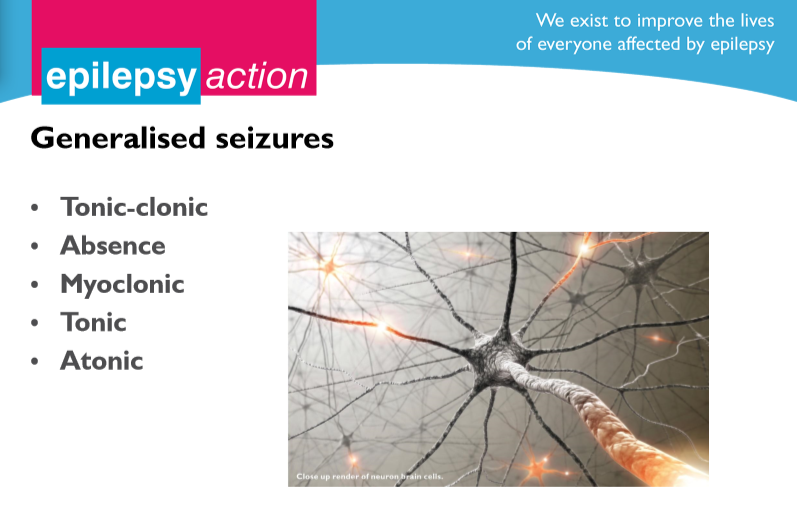 We exist to improve the lives
of everyone affected by epilepsy
epilepsy action
Generalised seizures
• Tonic-clonic
• Absence
• Myoclonic
• Tonic
• Atonic
Close up render of neuron brain cells.